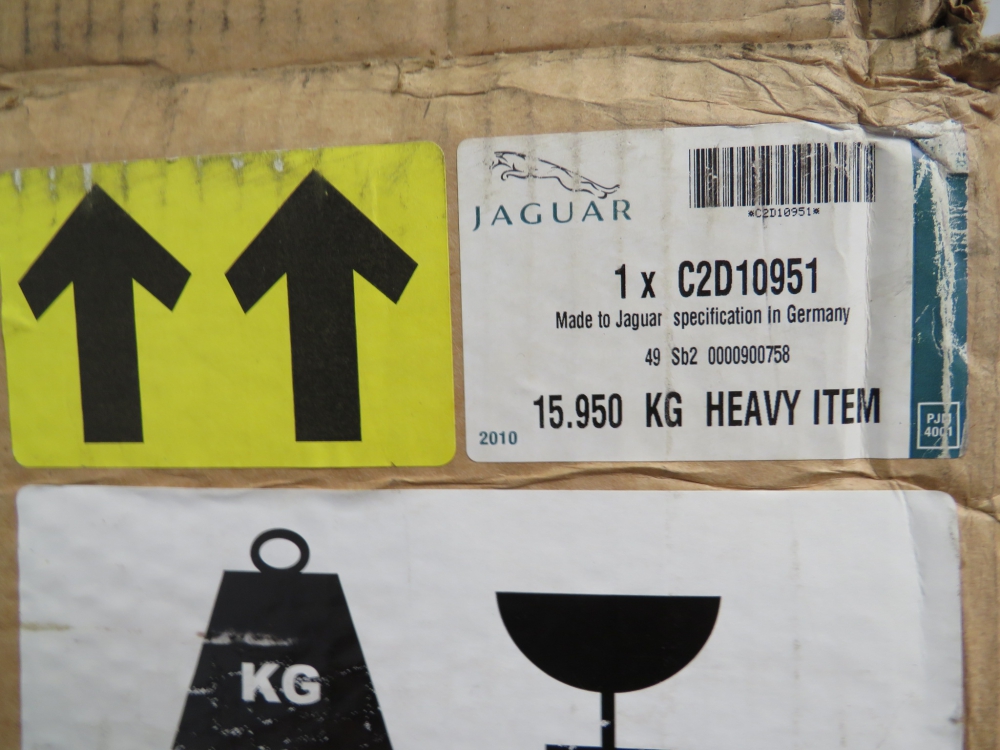 JAGUAR
*C2D10951*
1 x C2D10951
Made to Jaguar specification in Germany
49 Sb2 0000900758
15.950 KG HEAVY ITEM
2010
PJM
4001
KG